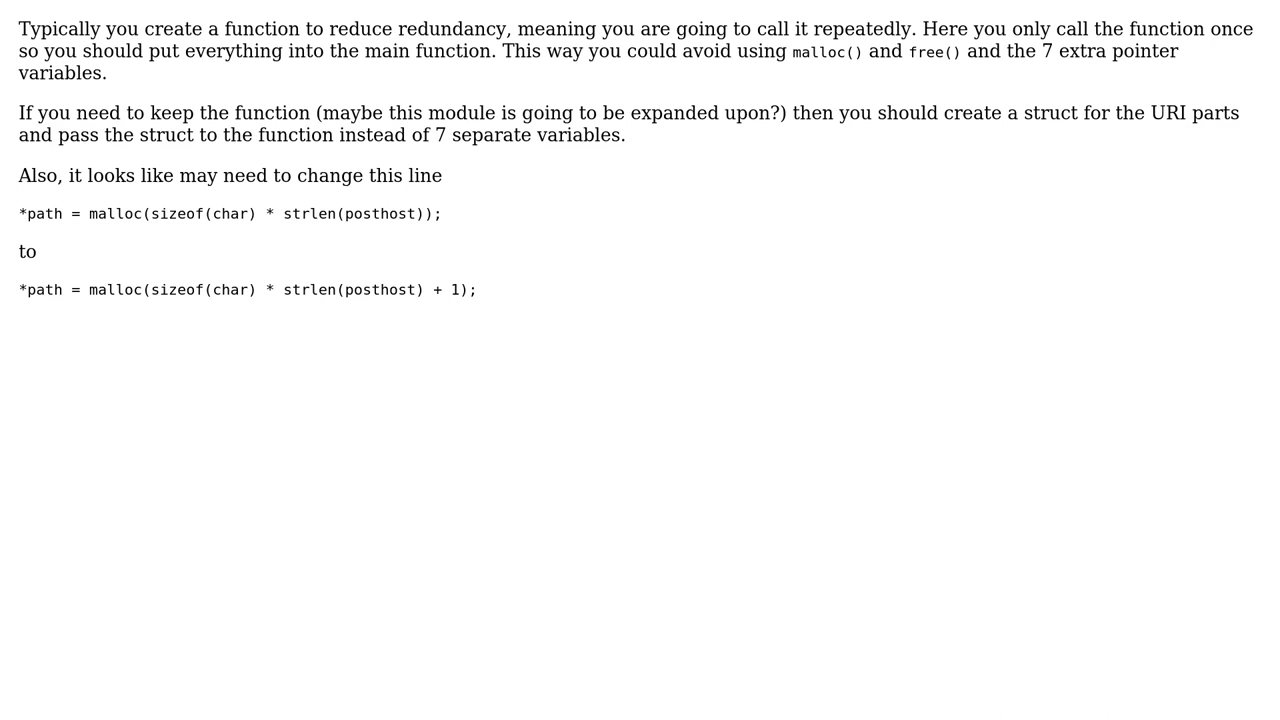 Typically you create a function to reduce redundancy, meaning you are going to call it repeatedly. Here you only call the function once
so you should put everything into the main function. This way you could avoid using malloc() and free() and the 7 extra pointer
variables.
If you need to keep the function (maybe this module is going to be expanded upon?) then you should create a struct for the URI parts
and pass the struct to the function instead of 7 separate variables.
Also, it looks like may need to change this line
*path = malloc(sizeof(char) * strlen(posthost));
to
*path = malloc(sizeof(char) * strlen(posthost) + 1);